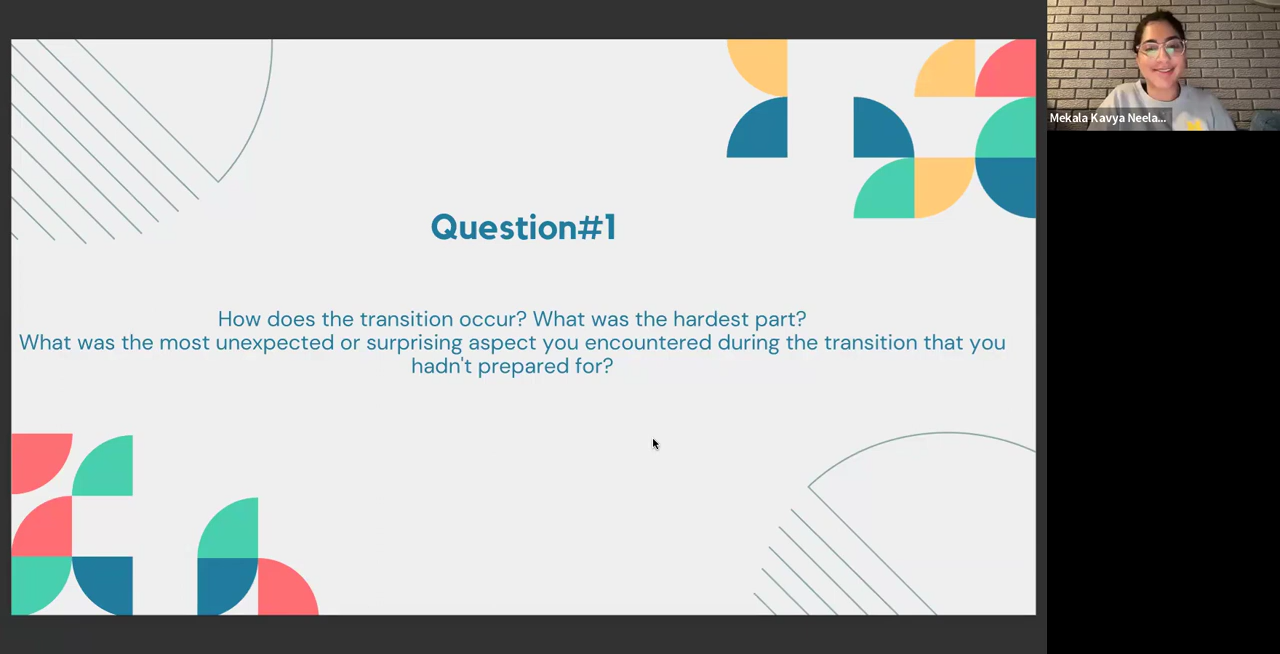 Question#1
How does the transition occur? What was the hardest part?
What was the most unexpected or surprising aspect you encountered during the transition that you
hadn't prepared for?
Mekala Kavya Neela...